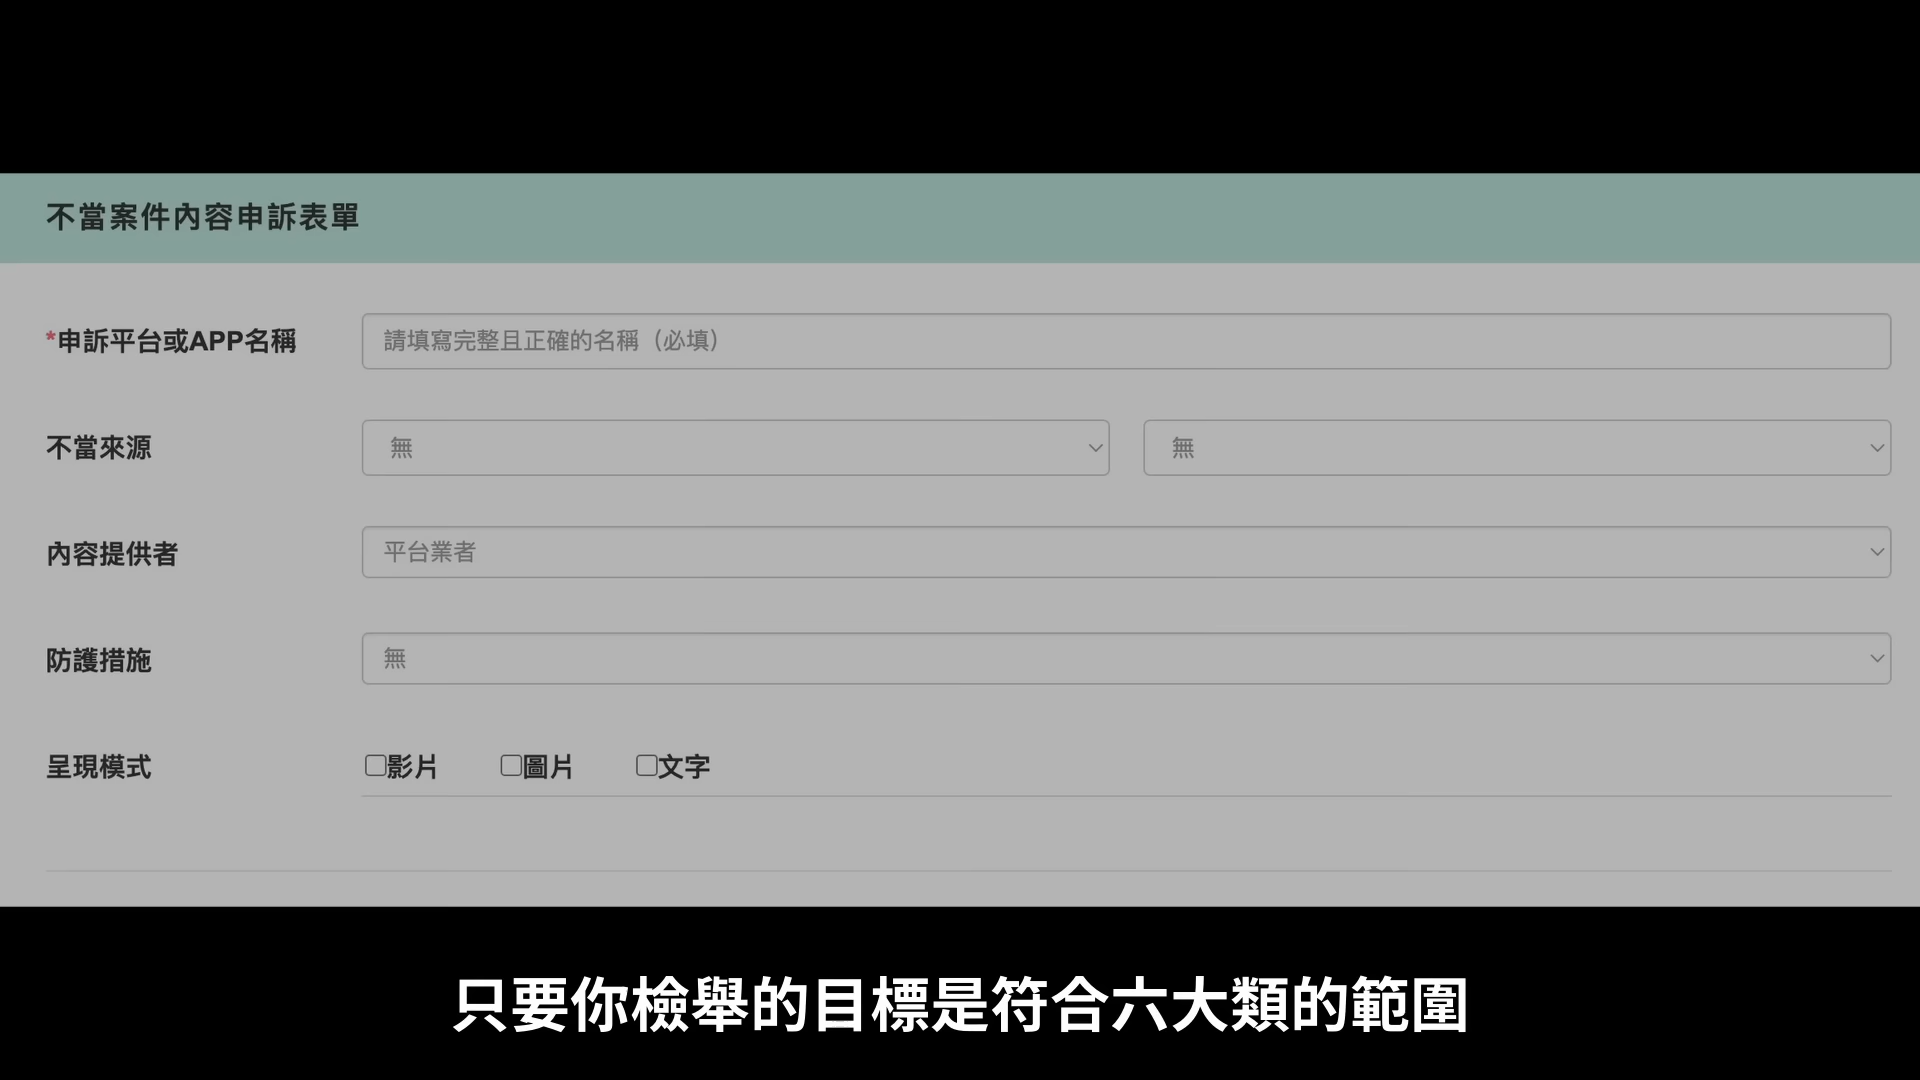 不當案件內容申訴表單
*申訴平台或APP名稱 請填寫完整且正確的名稱（必填）
不當來源 無 無
內容提供者 平台業者
防護措施 無
呈現模式 影片 圖片 文字
只要你檢舉的目標是符合六大類的範圍